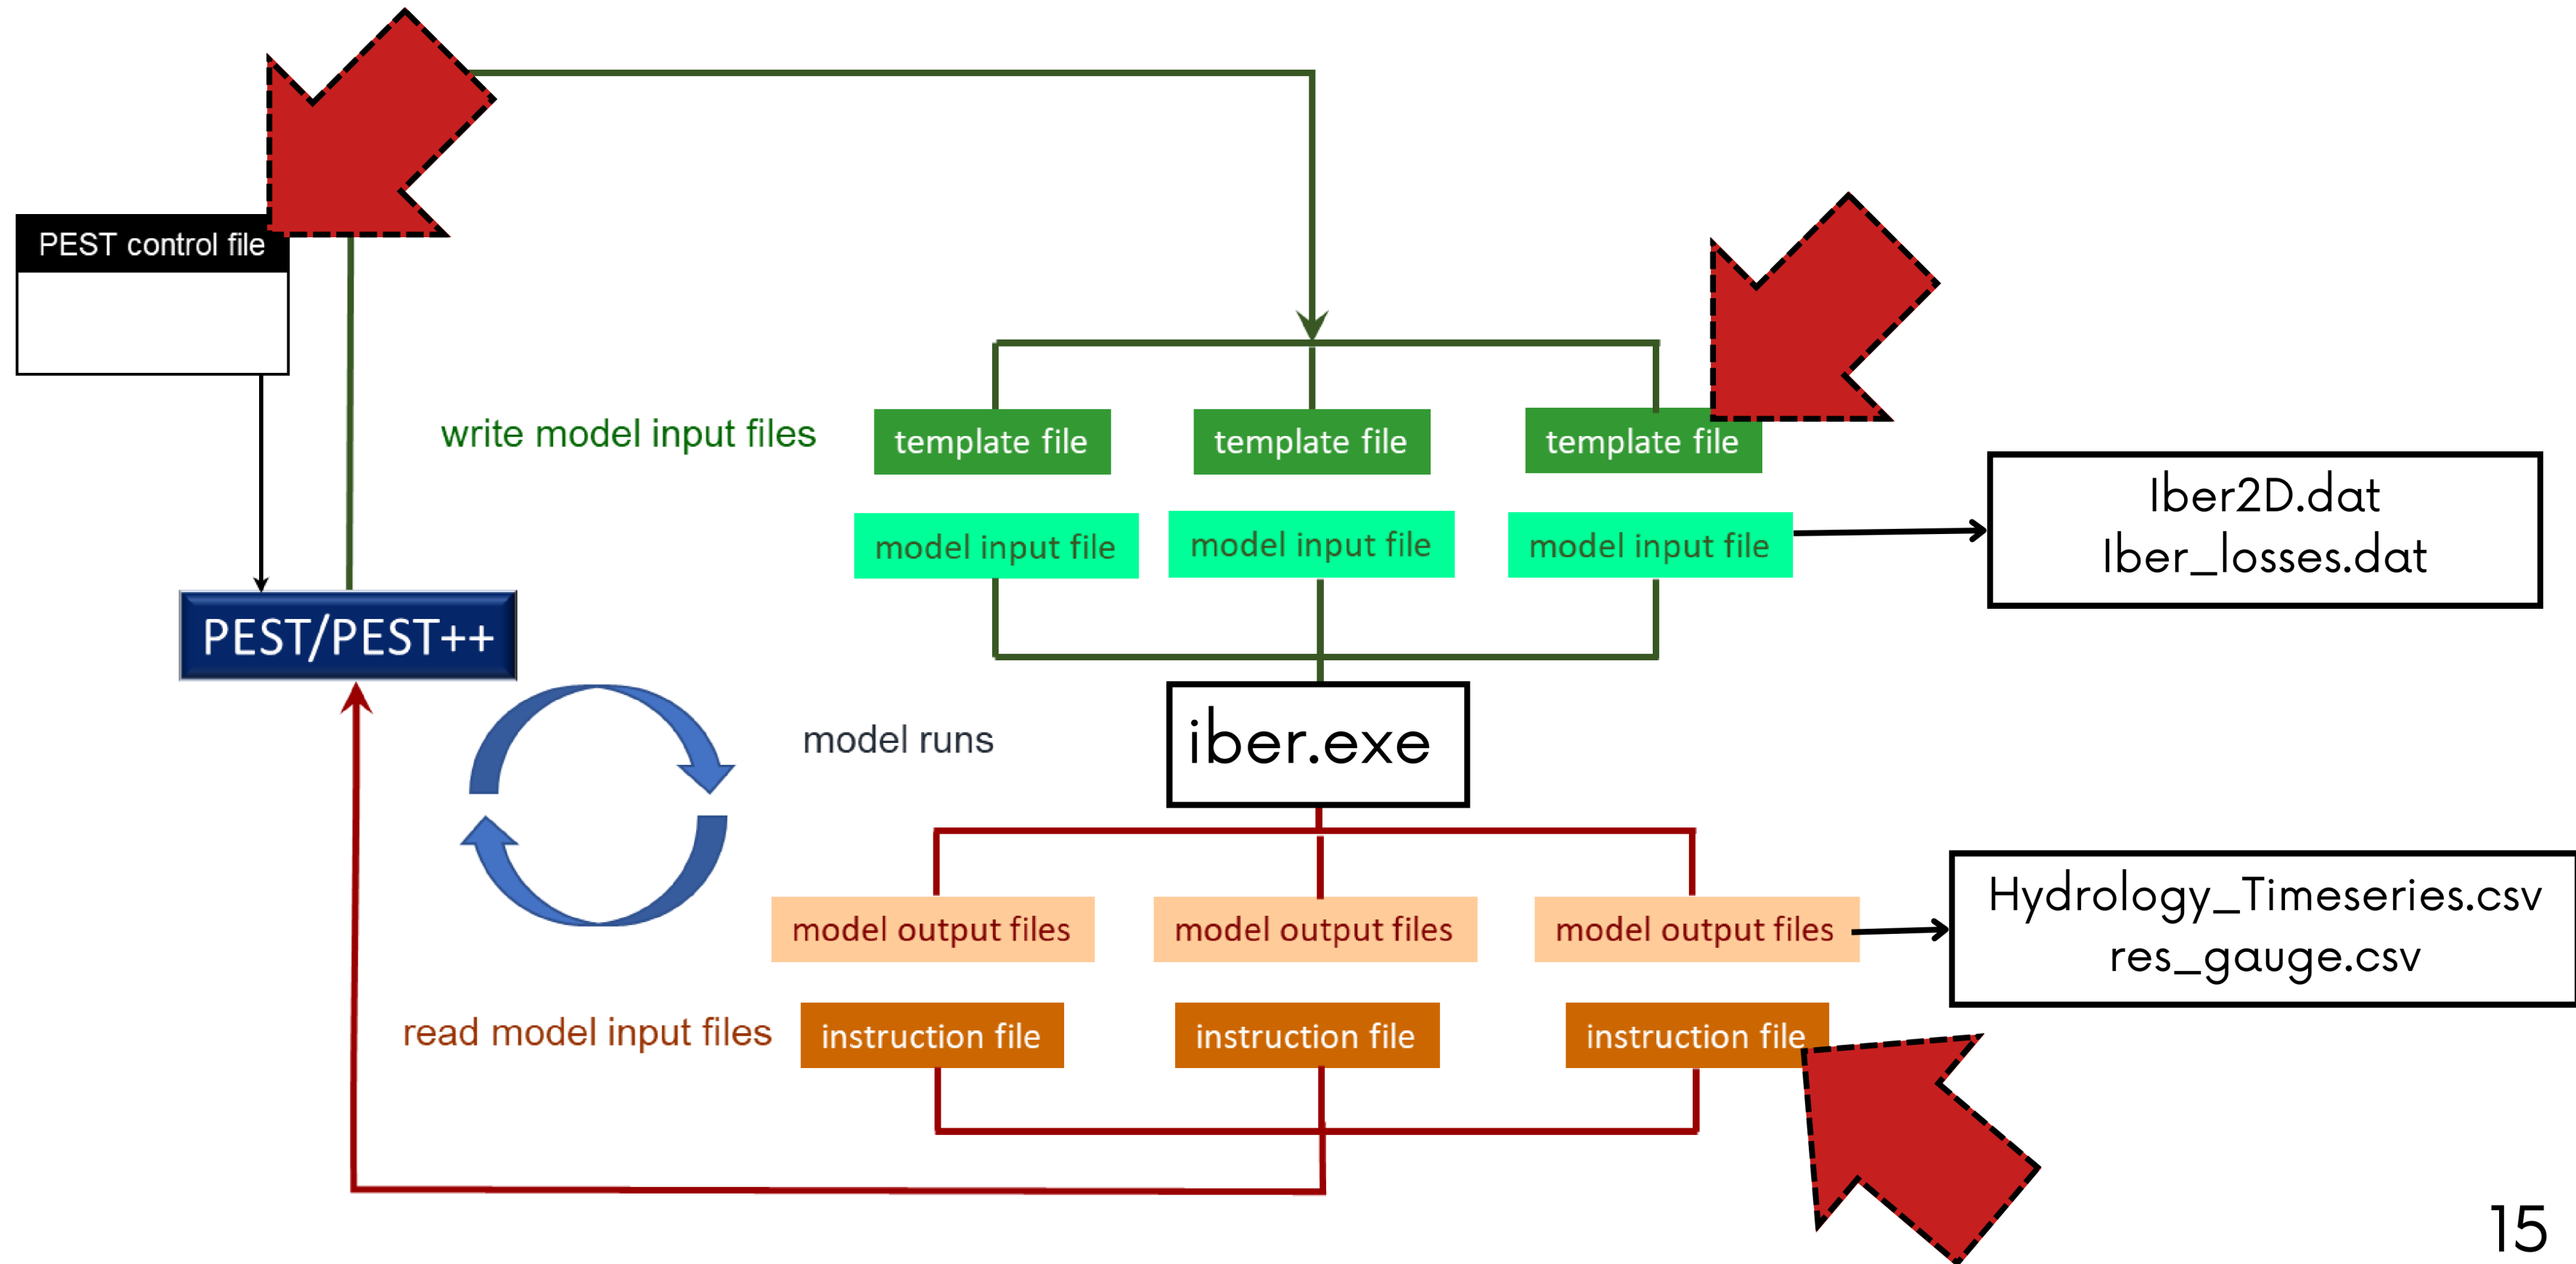 PEST control file
write model input files
template file
template file
template file
model input file
model input file
model input file
Iber2D.dat
Iber_losses.dat
PEST/PEST++
model runs
iber.exe
model output files
model output files
model output files
Hydrology_Timeseries.csv
res_gauge.csv
read model input files
instruction file
instruction file
instruction file
15